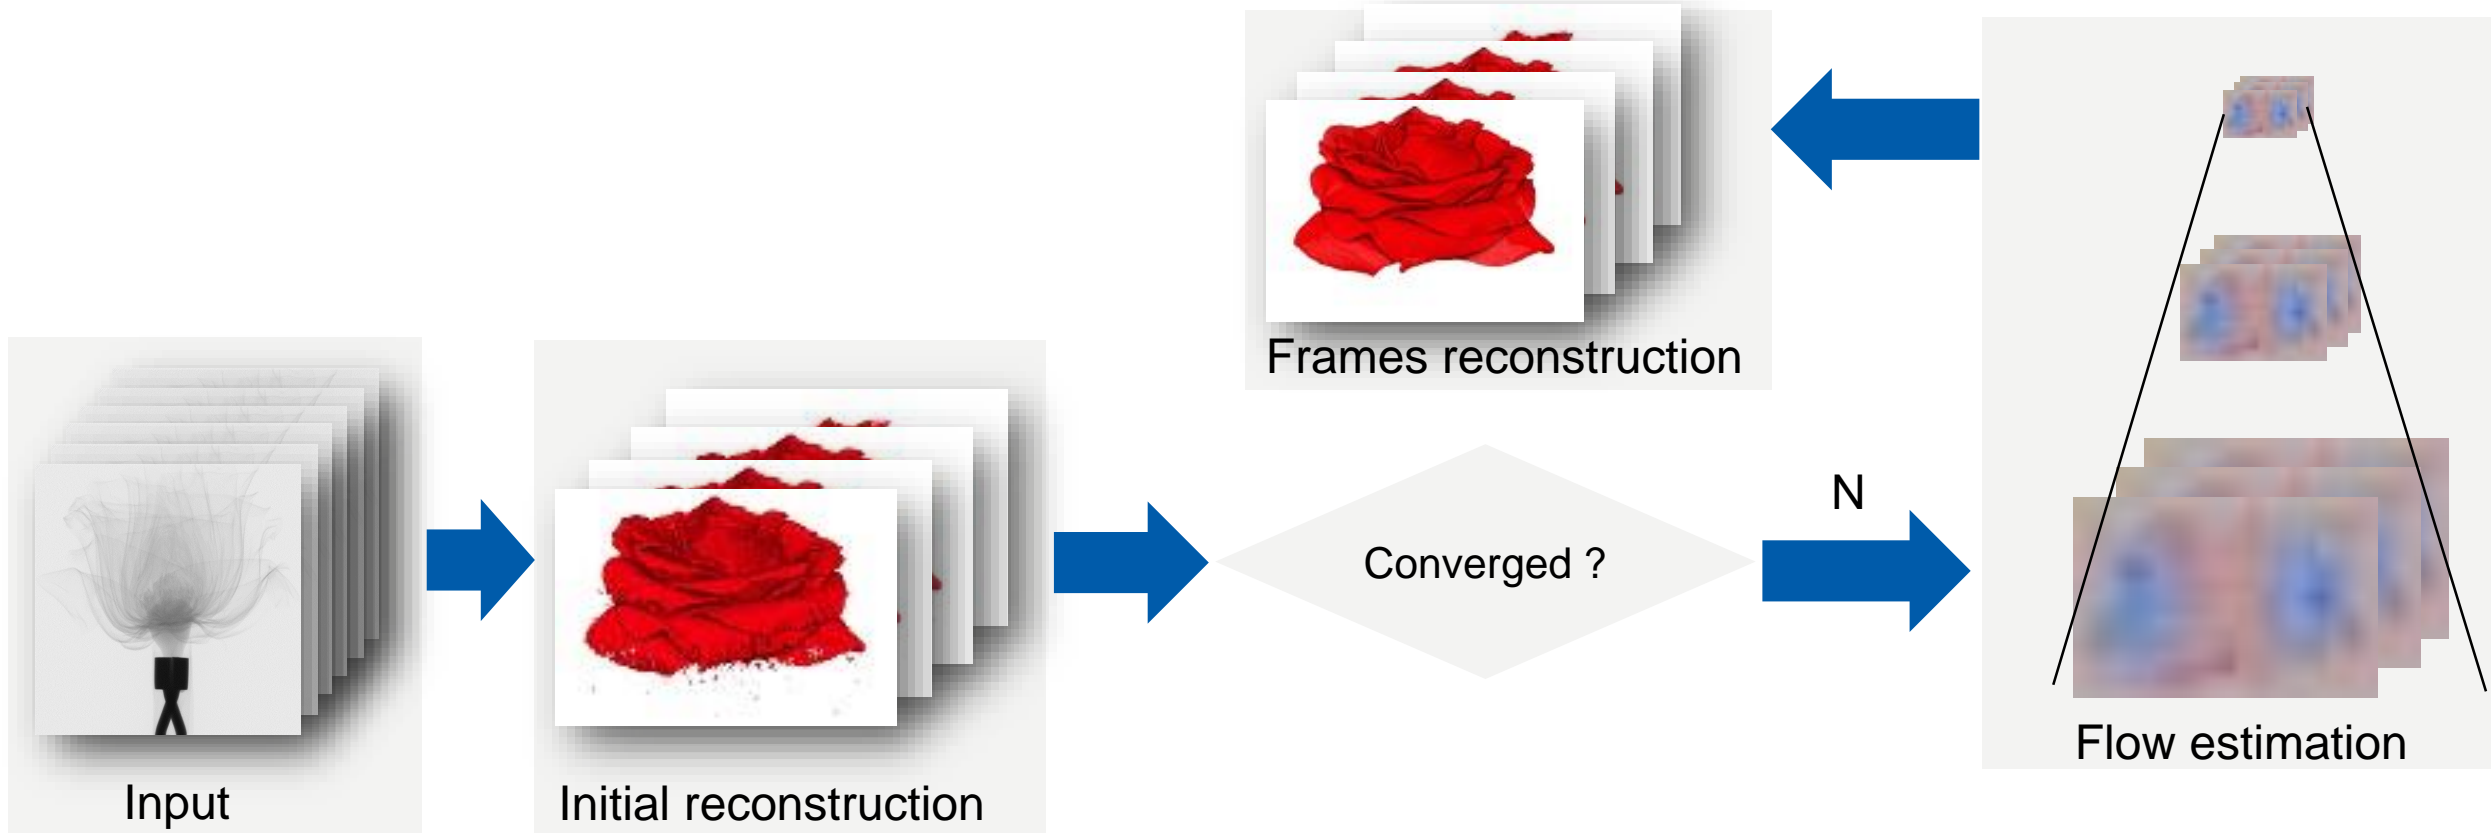 Frames reconstruction
N
Converged ?
Flow estimation
Input
Initial reconstruction